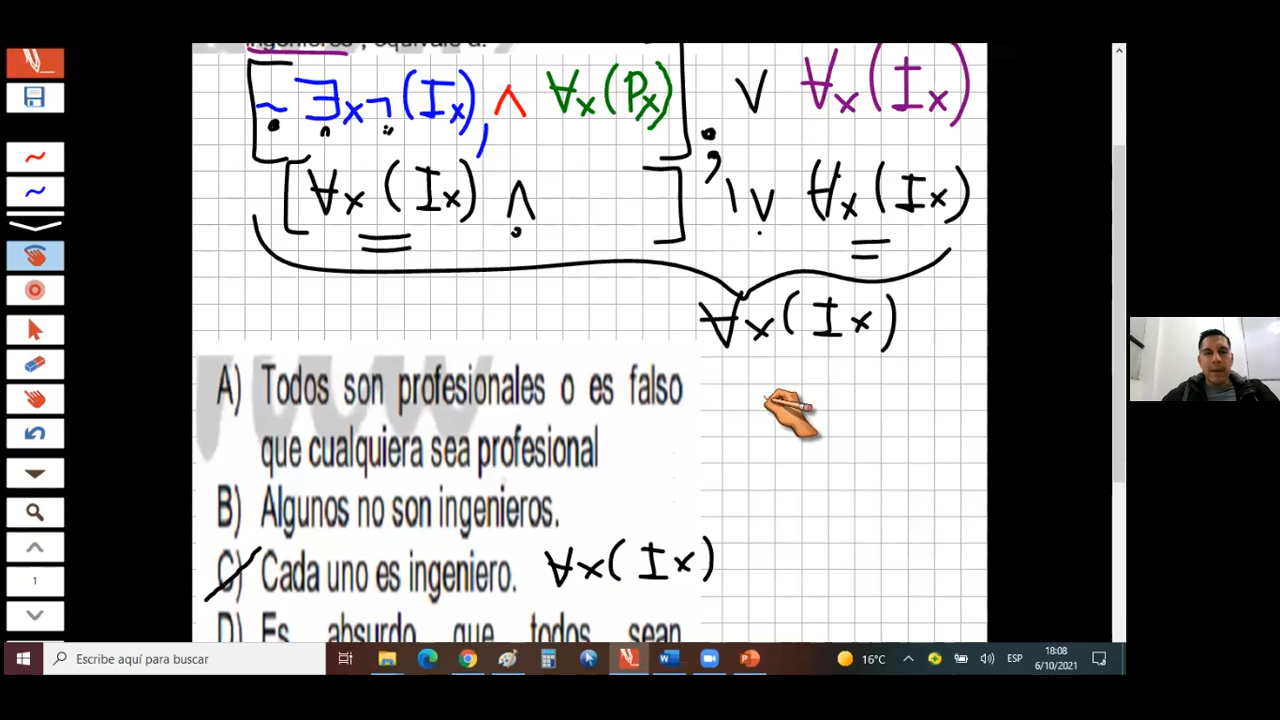 ingenieros", equivale a:
[~∃x¬(Ix) ∧ ∀x(Px)] ∨ ∀x(Ix)
[∀x(Ix) ∧ ] ∨ ∀x(Ix)
∀x(Ix)
A) Todos son profesionales o es falso
que cualquiera sea profesional
B) Algunos no son ingenieros.
C) Cada uno es ingeniero. ∀x(Ix)
D) Es absurdo que todos sean
1
Escribe aquí para buscar
16°C
ESP
18:08
6/10/2021